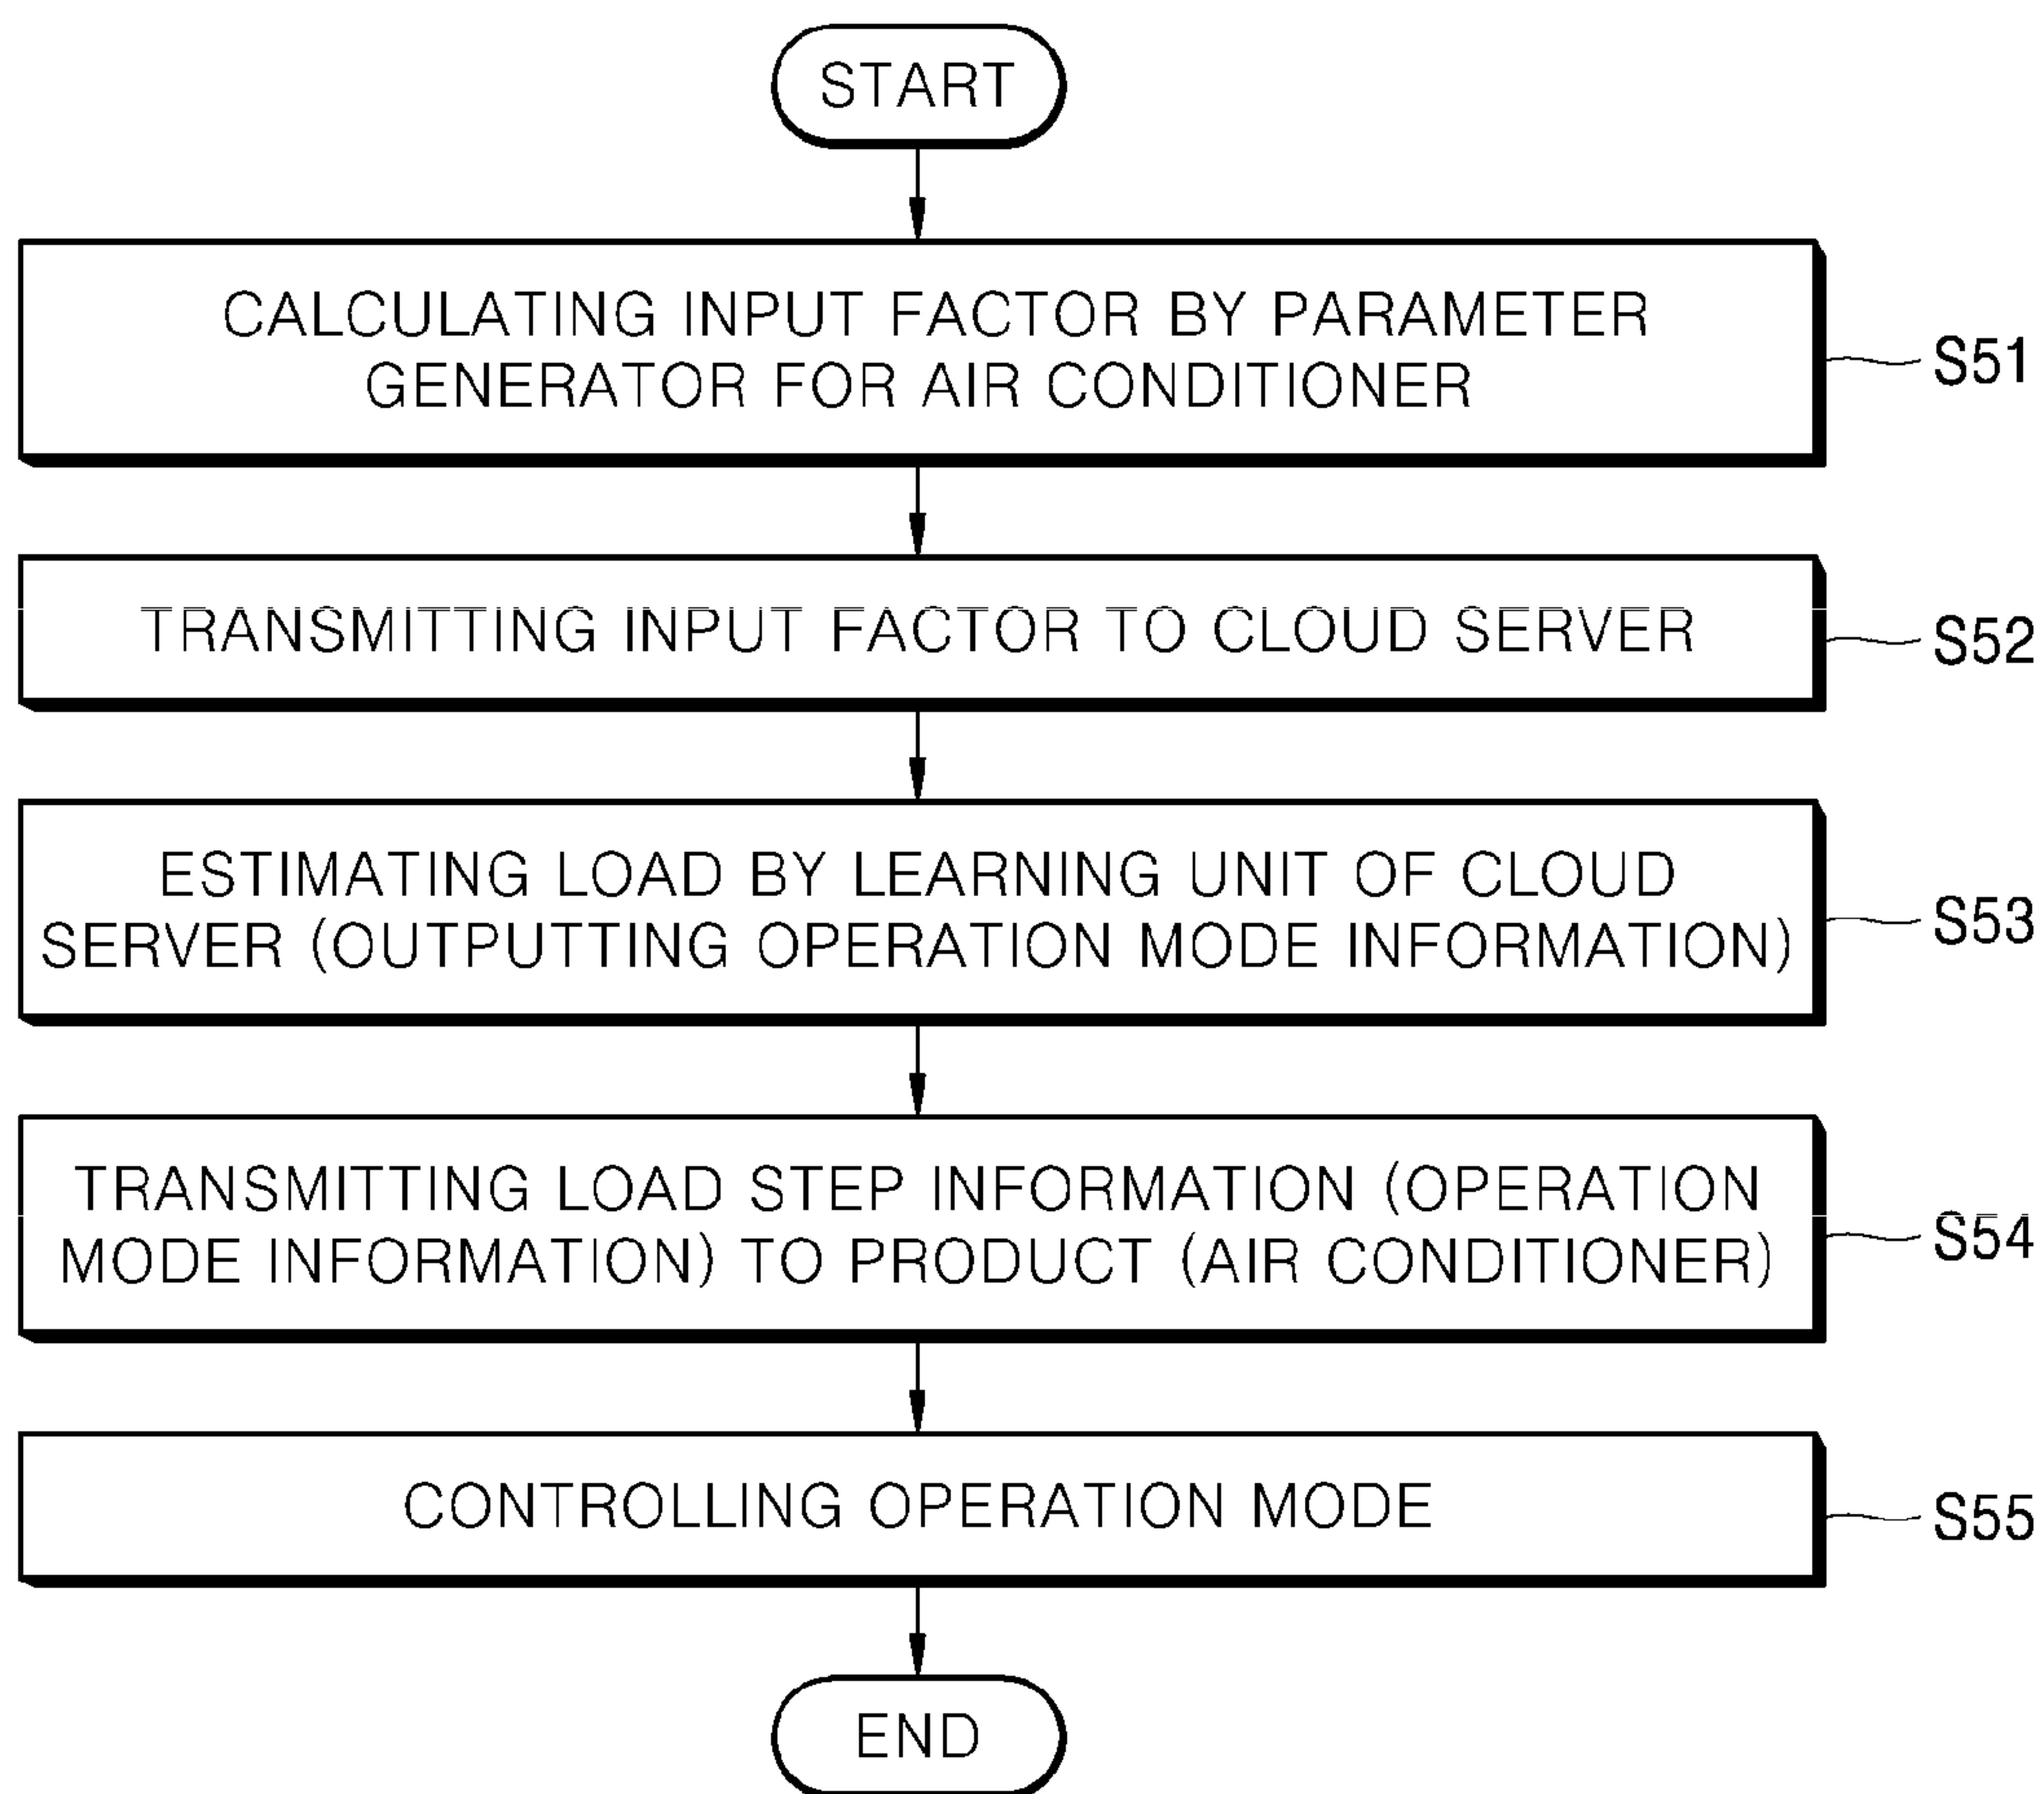 START
CALCULATING INPUT FACTOR BY PARAMETER
GENERATOR FOR AIR CONDITIONER
S51
TRANSMITTING INPUT FACTOR TO CLOUD SERVER
S52
ESTIMATING LOAD BY LEARNING UNIT OF CLOUD
SERVER (OUTPUTTING OPERATION MODE INFORMATION)
S53
TRANSMITTING LOAD STEP INFORMATION (OPERATION
MODE INFORMATION) TO PRODUCT (AIR CONDITIONER)
S54
CONTROLLING OPERATION MODE
S55
END